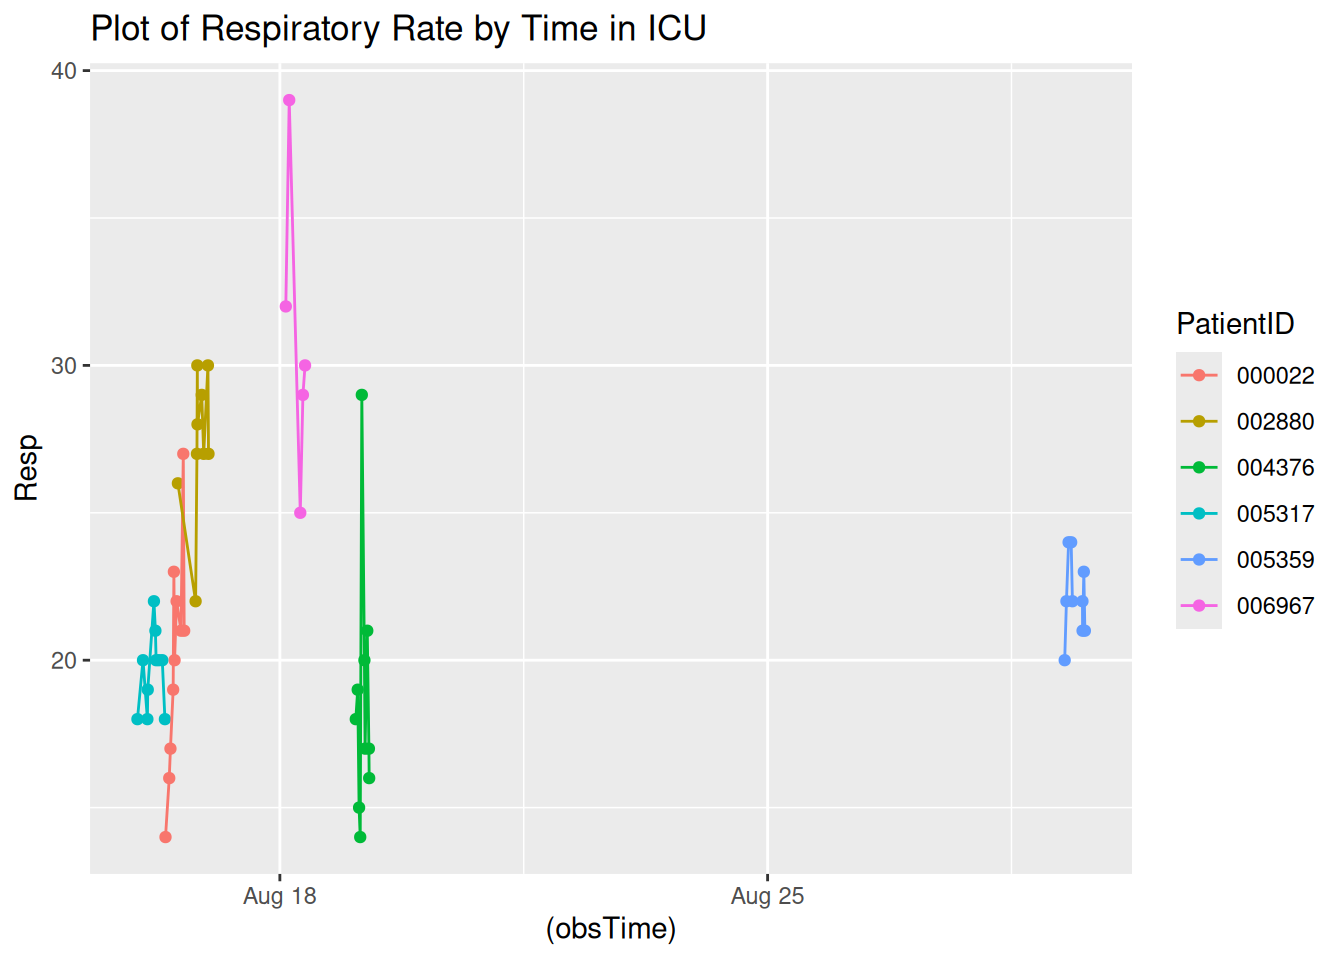 Plot of Respiratory Rate by Time in ICU
40
30
20
Resp
Aug 18
Aug 25
(obsTime)
PatientID
000022
002880
004376
005317
005359
006967